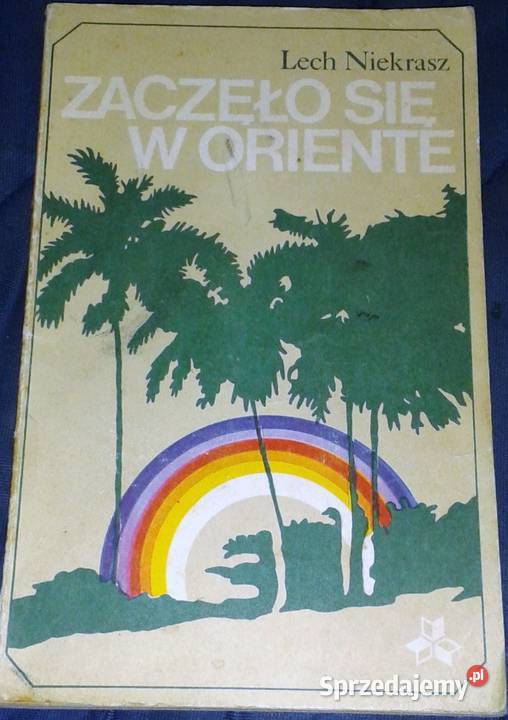 Lech Niekrasz
ZACZĘŁO SIĘ
W ORIENTE
Sprzedajemy.pl